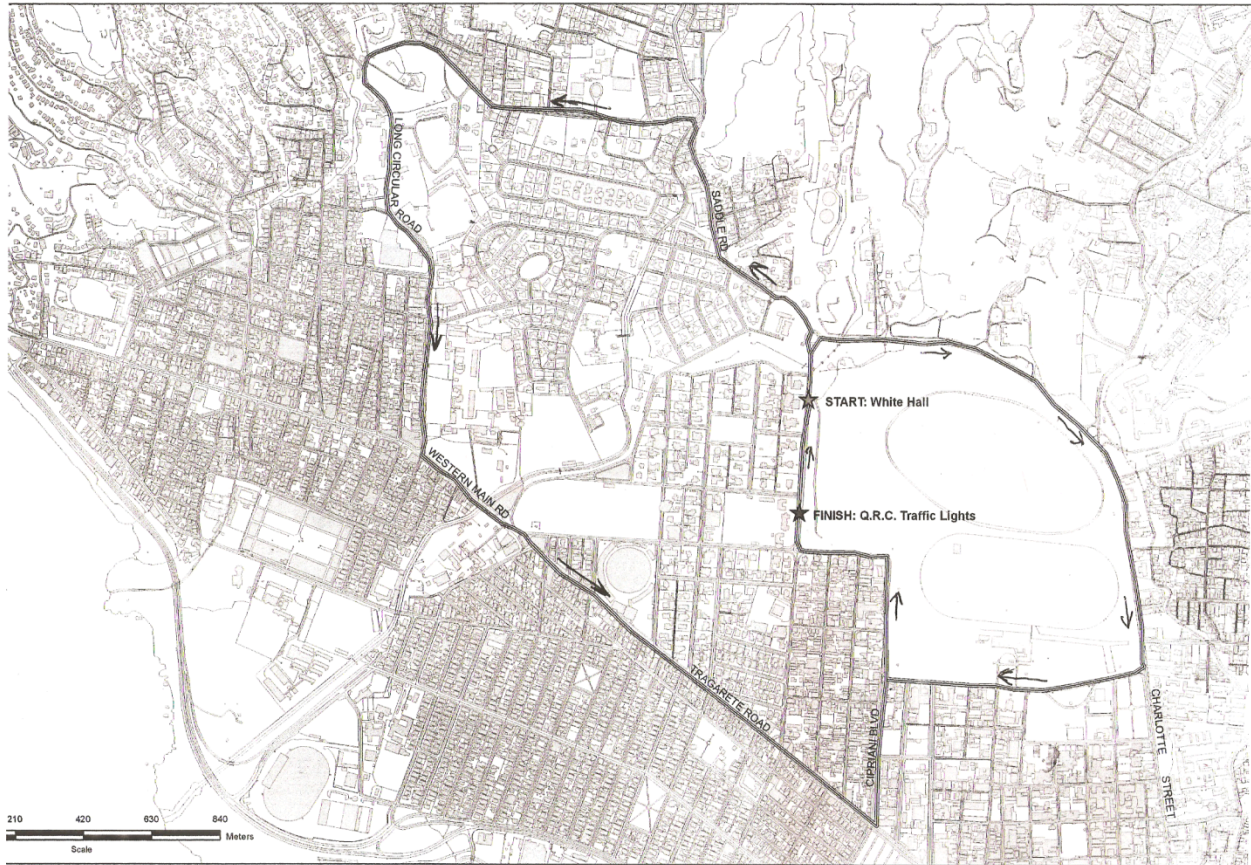 LONG CIRCULAR ROAD
SADDLE RD
START: White Hall
WESTERN MAIN RD
FINISH: Q.R.C. Traffic Lights
TRAGARETE ROAD
CIPRIANI BLVD
CHARLOTTE
STREET
210 420 630 840
Meters
Scale